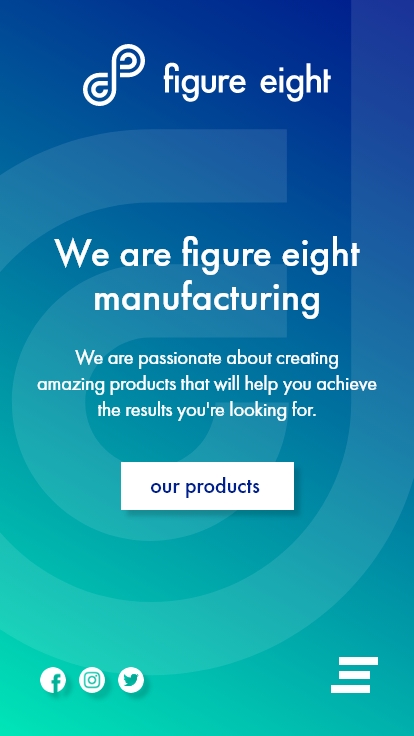 figure eight
We are figure eight
manufacturing
We are passionate about creating
amazing products that will help you achieve
the results you're looking for.
our products